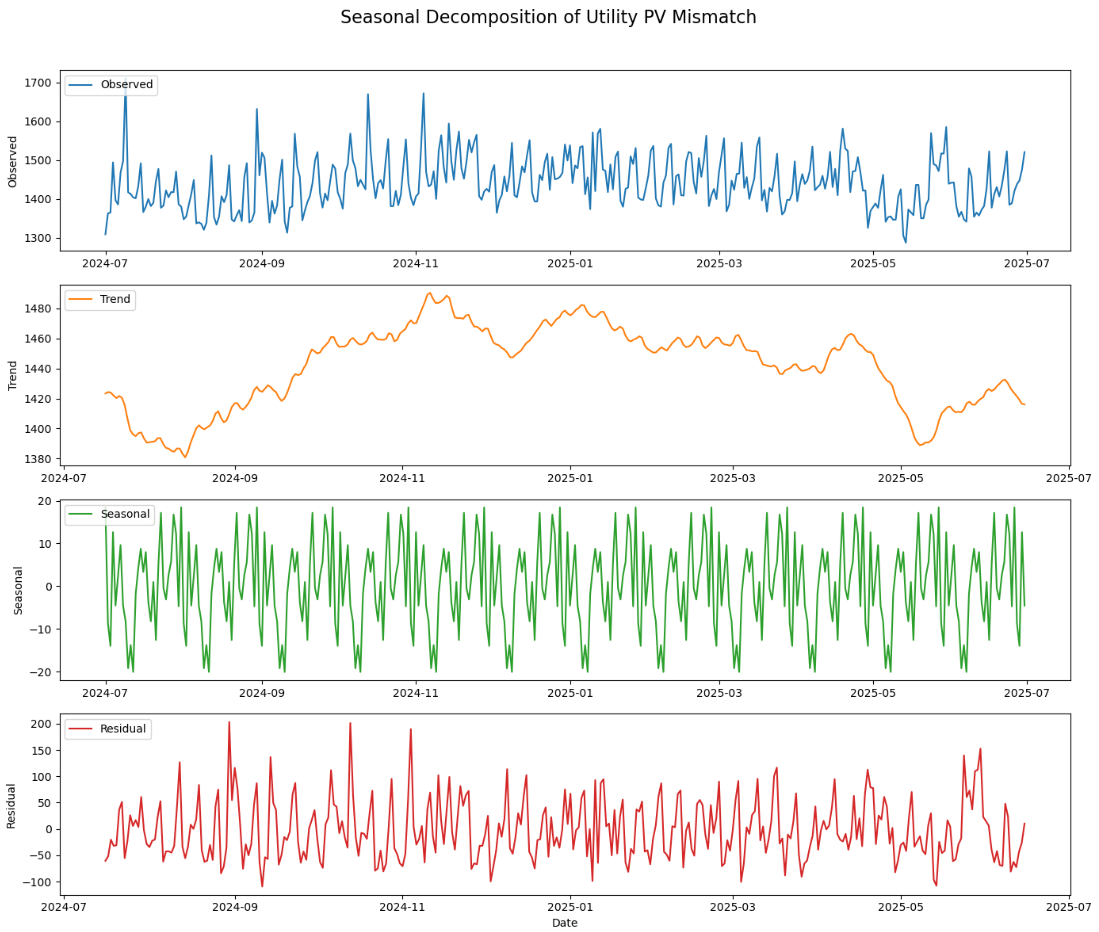 Seasonal Decomposition of Utility PV Mismatch
Observed
1700
1600
1500
1400
1300
Observed
2024-07 2024-09 2024-11 2025-01 2025-03 2025-05 2025-07
Trend
1480
1460
1440
1420
1400
1380
Trend
2024-07 2024-09 2024-11 2025-01 2025-03 2025-05 2025-07
Seasonal
20
10
0
−10
−20
Seasonal
2024-07 2024-09 2024-11 2025-01 2025-03 2025-05 2025-07
Residual
200
150
100
50
0
−50
−100
Residual
2024-07 2024-09 2024-11 2025-01 2025-03 2025-05 2025-07
Date